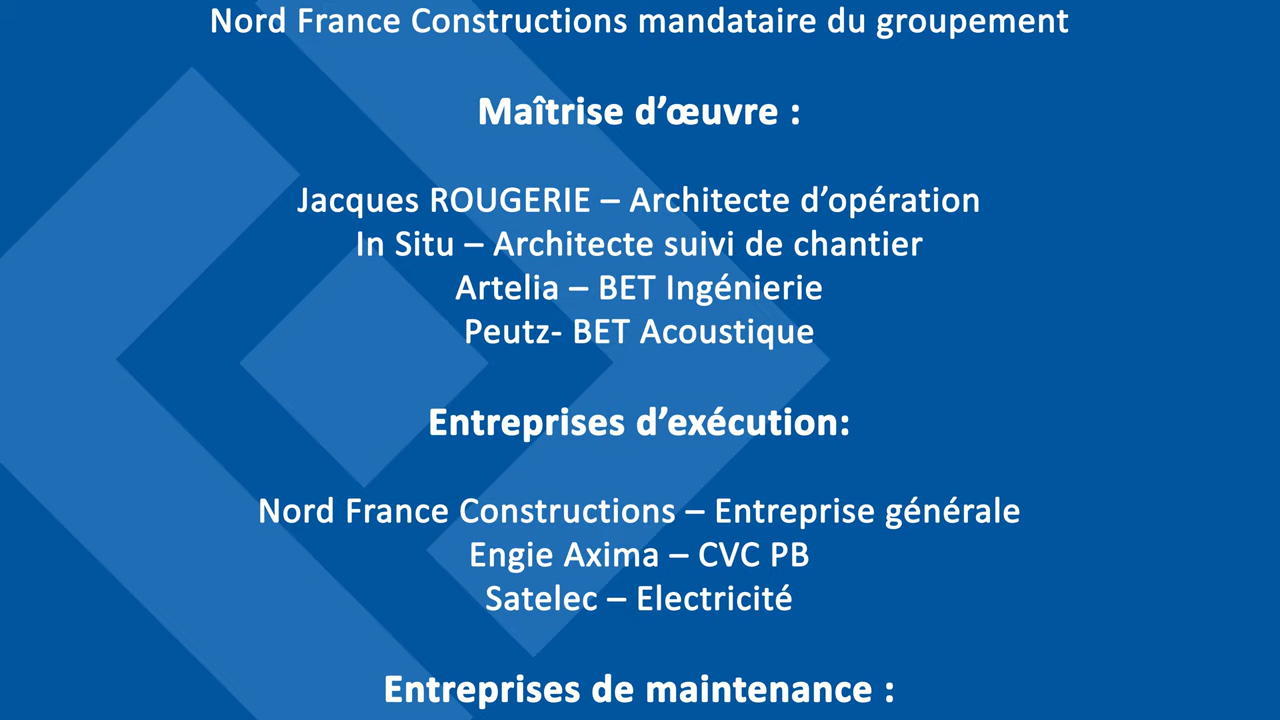 Nord France Constructions mandataire du groupement
Maîtrise d’œuvre :
Jacques ROUGERIE – Architecte d’opération
In Situ – Architecte suivi de chantier
Artelia – BET Ingénierie
Peutz- BET Acoustique
Entreprises d’exécution:
Nord France Constructions – Entreprise générale
Engie Axima – CVC PB
Satelec – Electricité
Entreprises de maintenance :